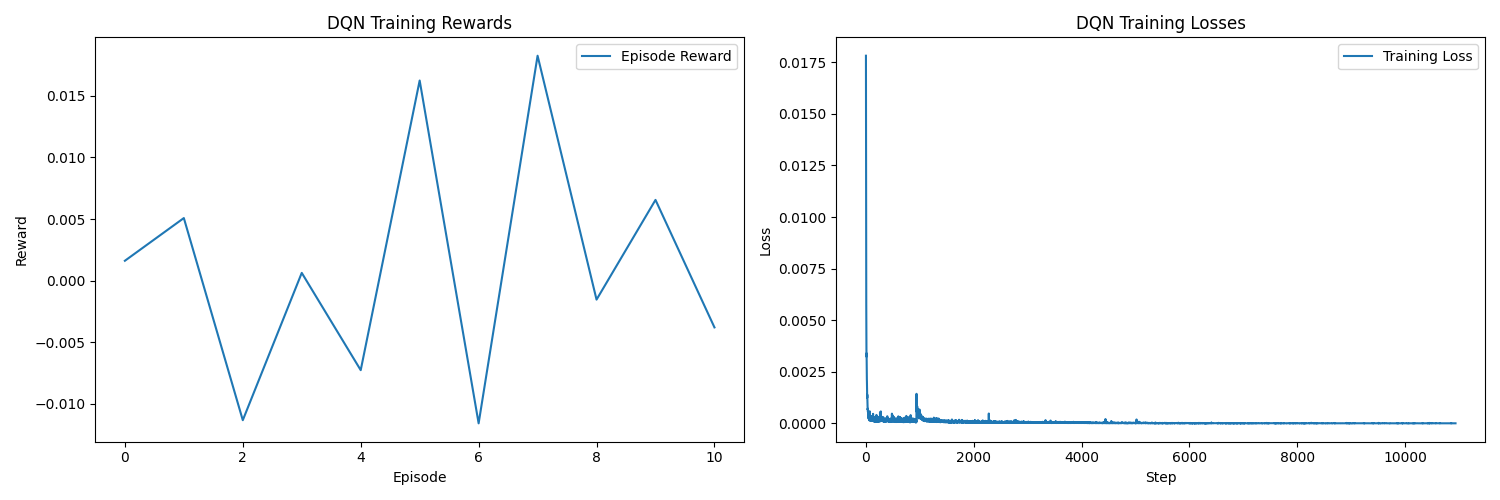 DQN Training Rewards
Episode Reward
0.015
0.010
0.005
0.000
−0.005
−0.010
Reward
0 2 4 6 8 10
Episode
DQN Training Losses
Training Loss
0.0175
0.0150
0.0125
0.0100
0.0075
0.0050
0.0025
0.0000
Loss
0 2000 4000 6000 8000 10000
Step